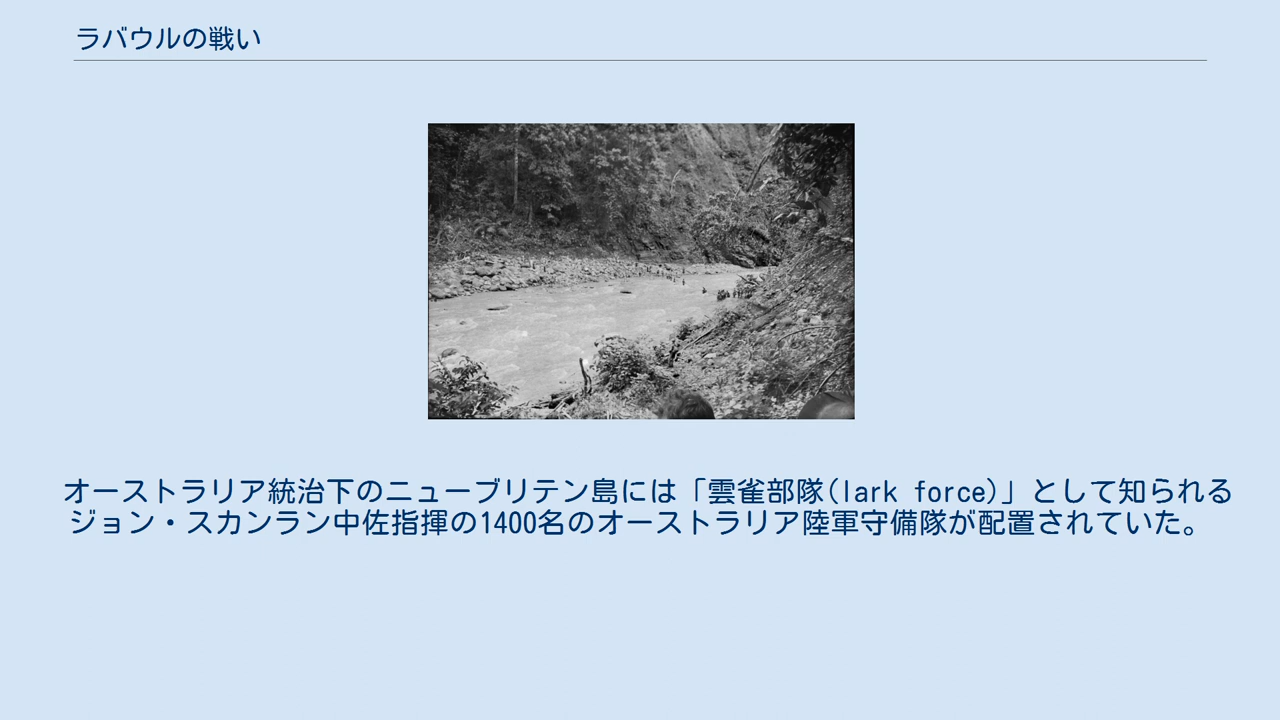 ラバウルの戦い
オーストラリア統治下のニューブリテン島には「雲雀部隊(lark force)」として知られる
ジョン・スカンラン中佐指揮の1400名のオーストラリア陸軍守備隊が配置されていた。